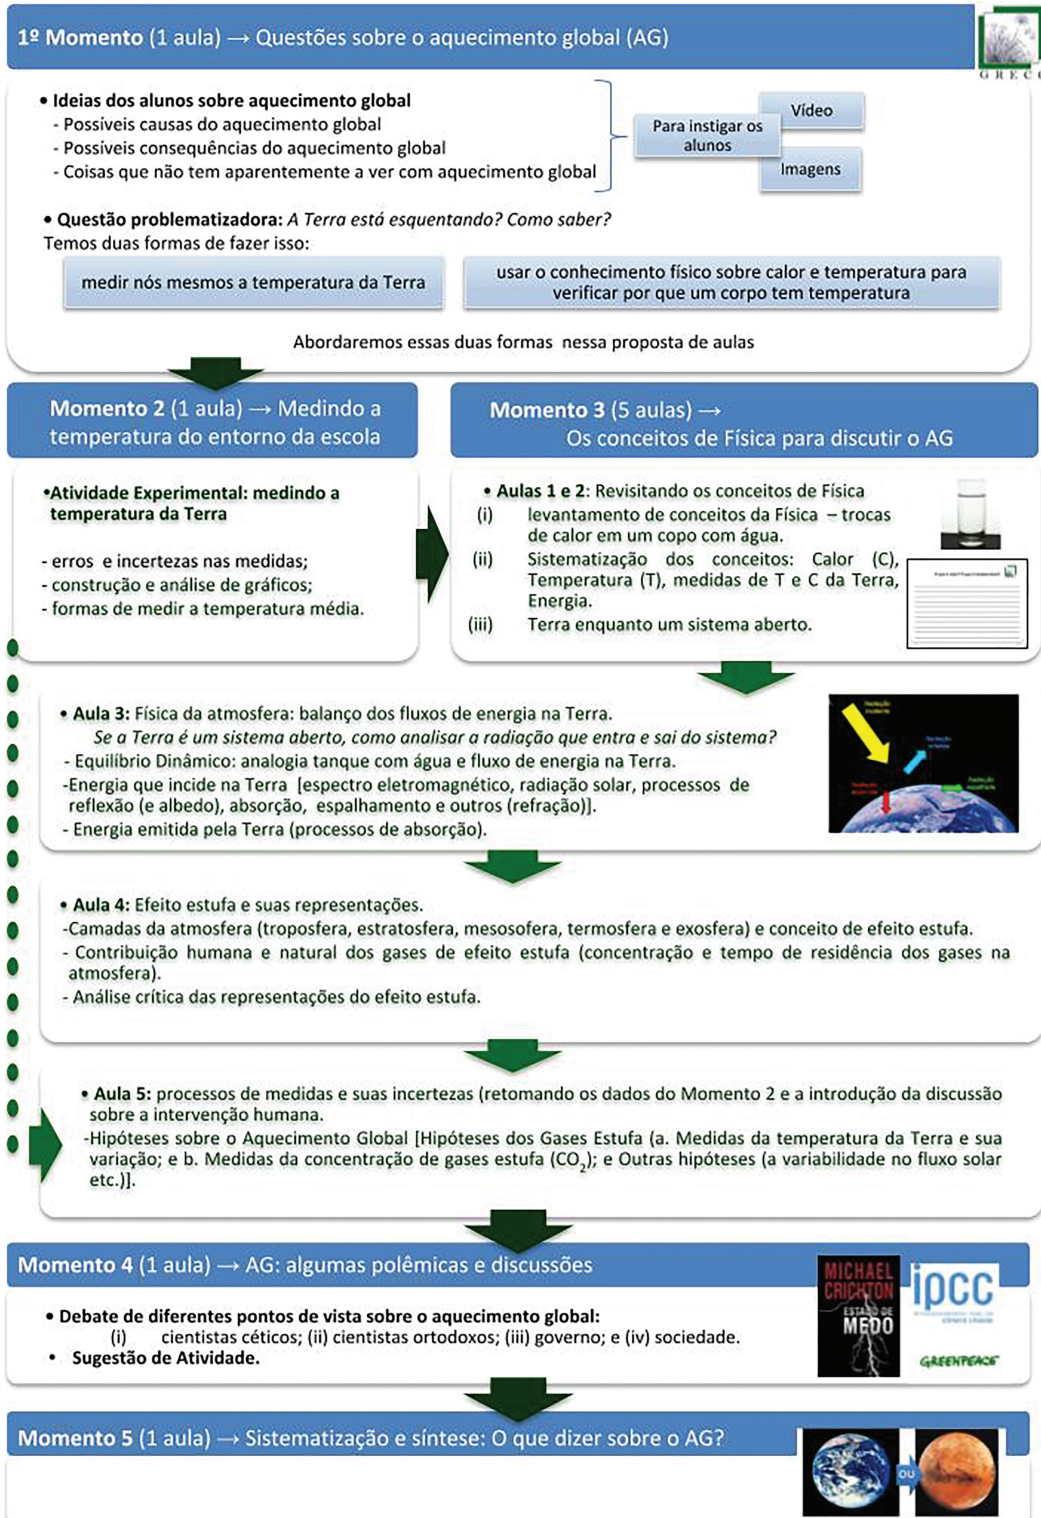 1º Momento (1 aula) → Questões sobre o aquecimento global (AG)
GRECO
• Ideias dos alunos sobre aquecimento global
- Possíveis causas do aquecimento global
- Possíveis consequências do aquecimento global
- Coisas que não tem aparentemente a ver com aquecimento global
Para instigar os
alunos
Vídeo
Imagens
• Questão problematizadora: A Terra está esquentando? Como saber?
Temos duas formas de fazer isso:
medir nós mesmos a temperatura da Terra
usar o conhecimento físico sobre calor e temperatura para
verificar por que um corpo tem temperatura
Abordaremos essas duas formas nessa proposta de aulas
Momento 2 (1 aula) → Medindo a
temperatura do entorno da escola
•Atividade Experimental: medindo a
temperatura da Terra
- erros e incertezas nas medidas;
- construção e análise de gráficos;
- formas de medir a temperatura média.
Momento 3 (5 aulas) →
Os conceitos de Física para discutir o AG
• Aulas 1 e 2: Revisitando os conceitos de Física
(i) levantamento de conceitos da Física – trocas
de calor em um copo com água.
(ii) Sistematização dos conceitos: Calor (C),
Temperatura (T), medidas de T e C da Terra,
Energia.
(iii) Terra enquanto um sistema aberto.
• Aula 3: Física da atmosfera: balanço dos fluxos de energia na Terra.
Se a Terra é um sistema aberto, como analisar a radiação que entra e sai do sistema?
- Equilíbrio Dinâmico: analogia tanque com água e fluxo de energia na Terra.
-Energia que incide na Terra [espectro eletromagnético, radiação solar, processos de
reflexão (e albedo), absorção, espalhamento e outros (refração)].
- Energia emitida pela Terra (processos de absorção).
• Aula 4: Efeito estufa e suas representações.
-Camadas da atmosfera (troposfera, estratosfera, mesosofera, termosfera e exosfera) e conceito de efeito estufa.
- Contribuição humana e natural dos gases de efeito estufa (concentração e tempo de residência dos gases na
atmosfera).
- Análise crítica das representações do efeito estufa.
• Aula 5: processos de medidas e suas incertezas (retomando os dados do Momento 2 e a introdução da discussão
sobre a intervenção humana.
-Hipóteses sobre o Aquecimento Global [Hipóteses dos Gases Estufa (a. Medidas da temperatura da Terra e sua
variação; e b. Medidas da concentração de gases estufa (CO₂); e Outras hipóteses (a variabilidade no fluxo solar
etc.)].
Momento 4 (1 aula) → AG: algumas polêmicas e discussões
• Debate de diferentes pontos de vista sobre o aquecimento global:
(i) cientistas céticos; (ii) cientistas ortodoxos; (iii) governo; e (iv) sociedade.
• Sugestão de Atividade.
MICHAEL
CRICHTON
ESTADO DE
MEDO
ipcc
GREENPEACE
Momento 5 (1 aula) → Sistematização e síntese: O que dizer sobre o AG?
OU